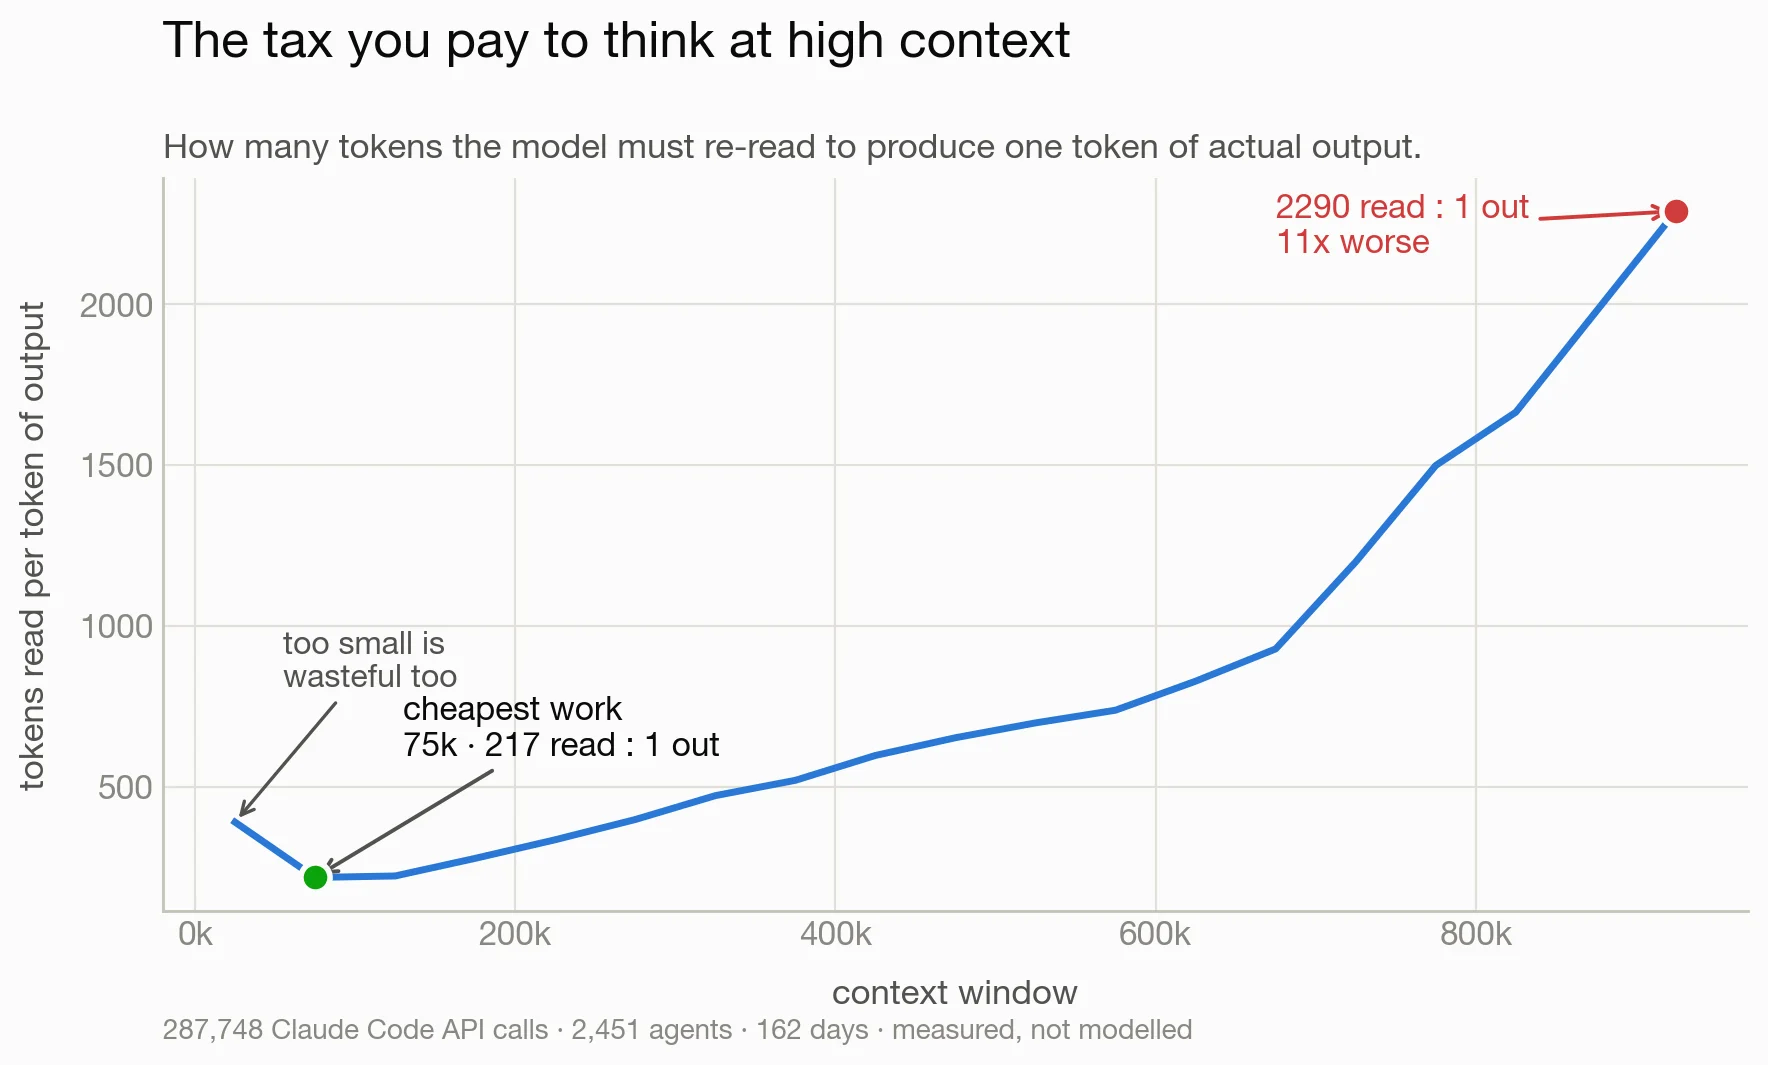 The tax you pay to think at high context
How many tokens the model must re-read to produce one token of actual output.
2290 read : 1 out
11x worse
tokens read per token of output
2000
1500
1000
500
too small is
wasteful too
cheapest work
75k · 217 read : 1 out
0k
200k
400k
600k
800k
context window
287,748 Claude Code API calls · 2,451 agents · 162 days · measured, not modelled